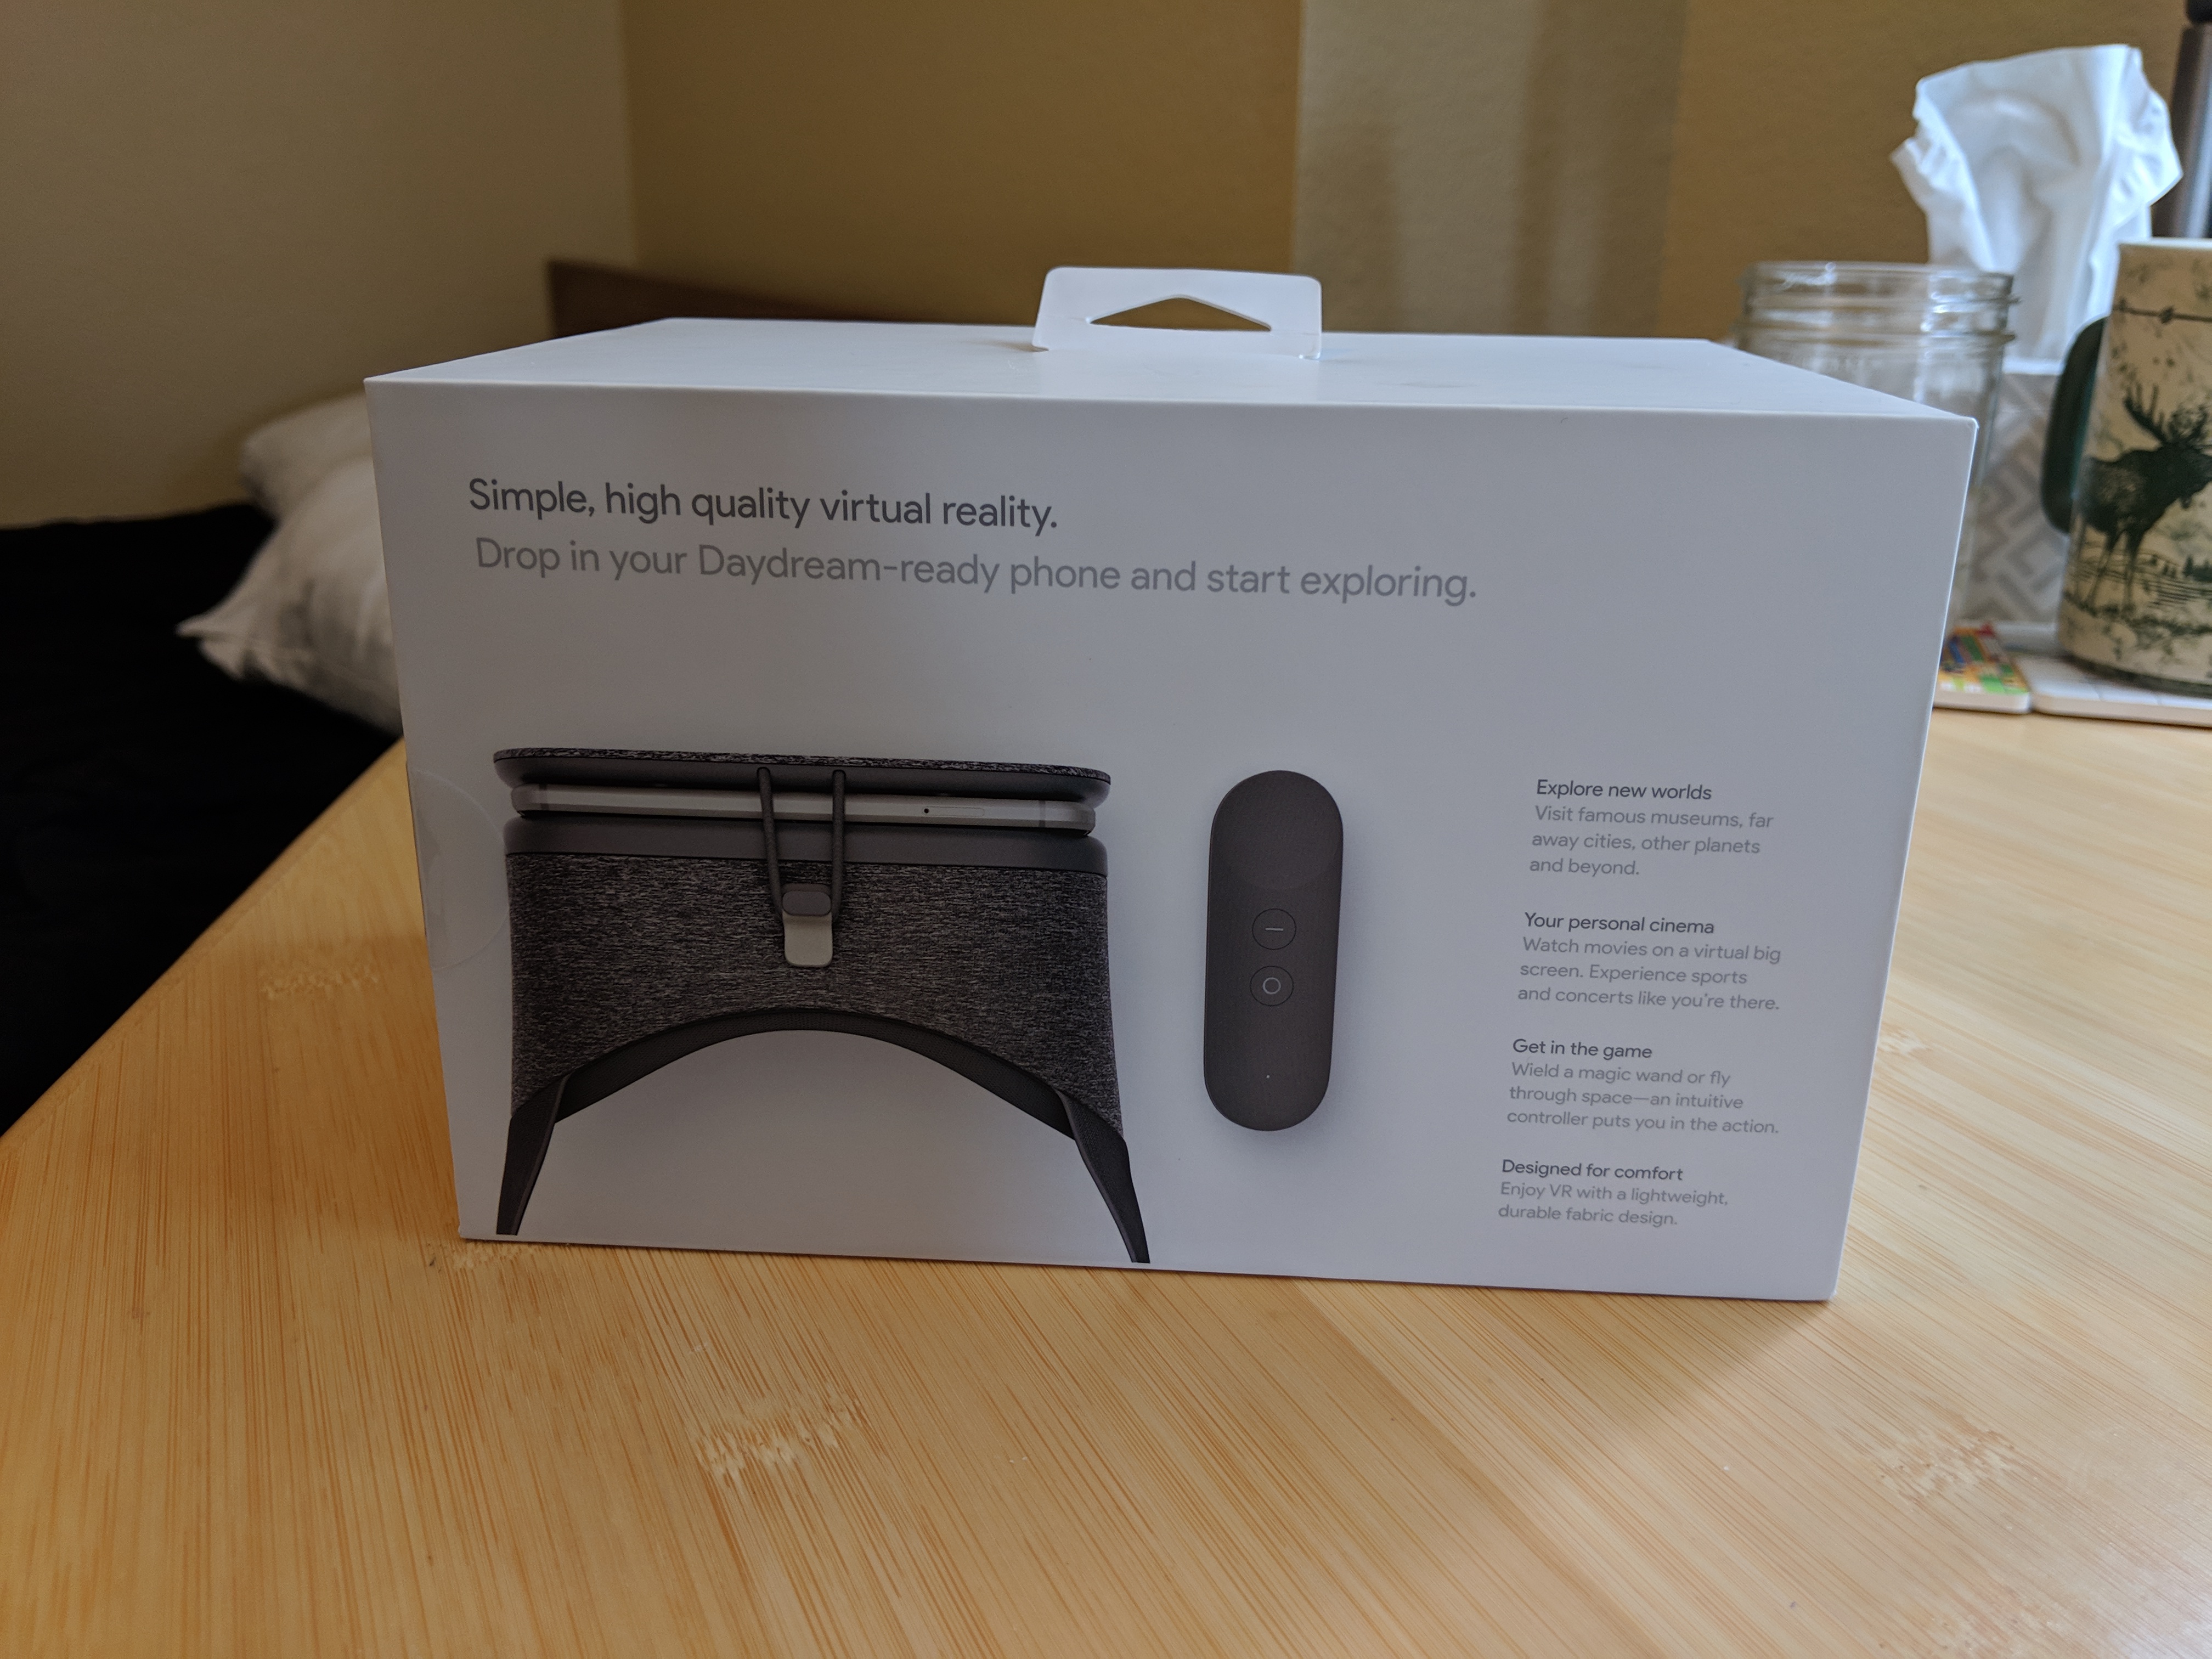 Simple, high quality virtual reality.
Drop in your Daydream-ready phone and start exploring.
Explore new worlds
Visit famous museums, far
away cities, other planets
and beyond.
Your personal cinema
Watch movies on a virtual big
screen. Experience sports
and concerts like you're there.
Get in the game
Wield a magic wand or fly
through space—an intuitive
controller puts you in the action.
Designed for comfort
Enjoy VR with a lightweight,
durable fabric design.